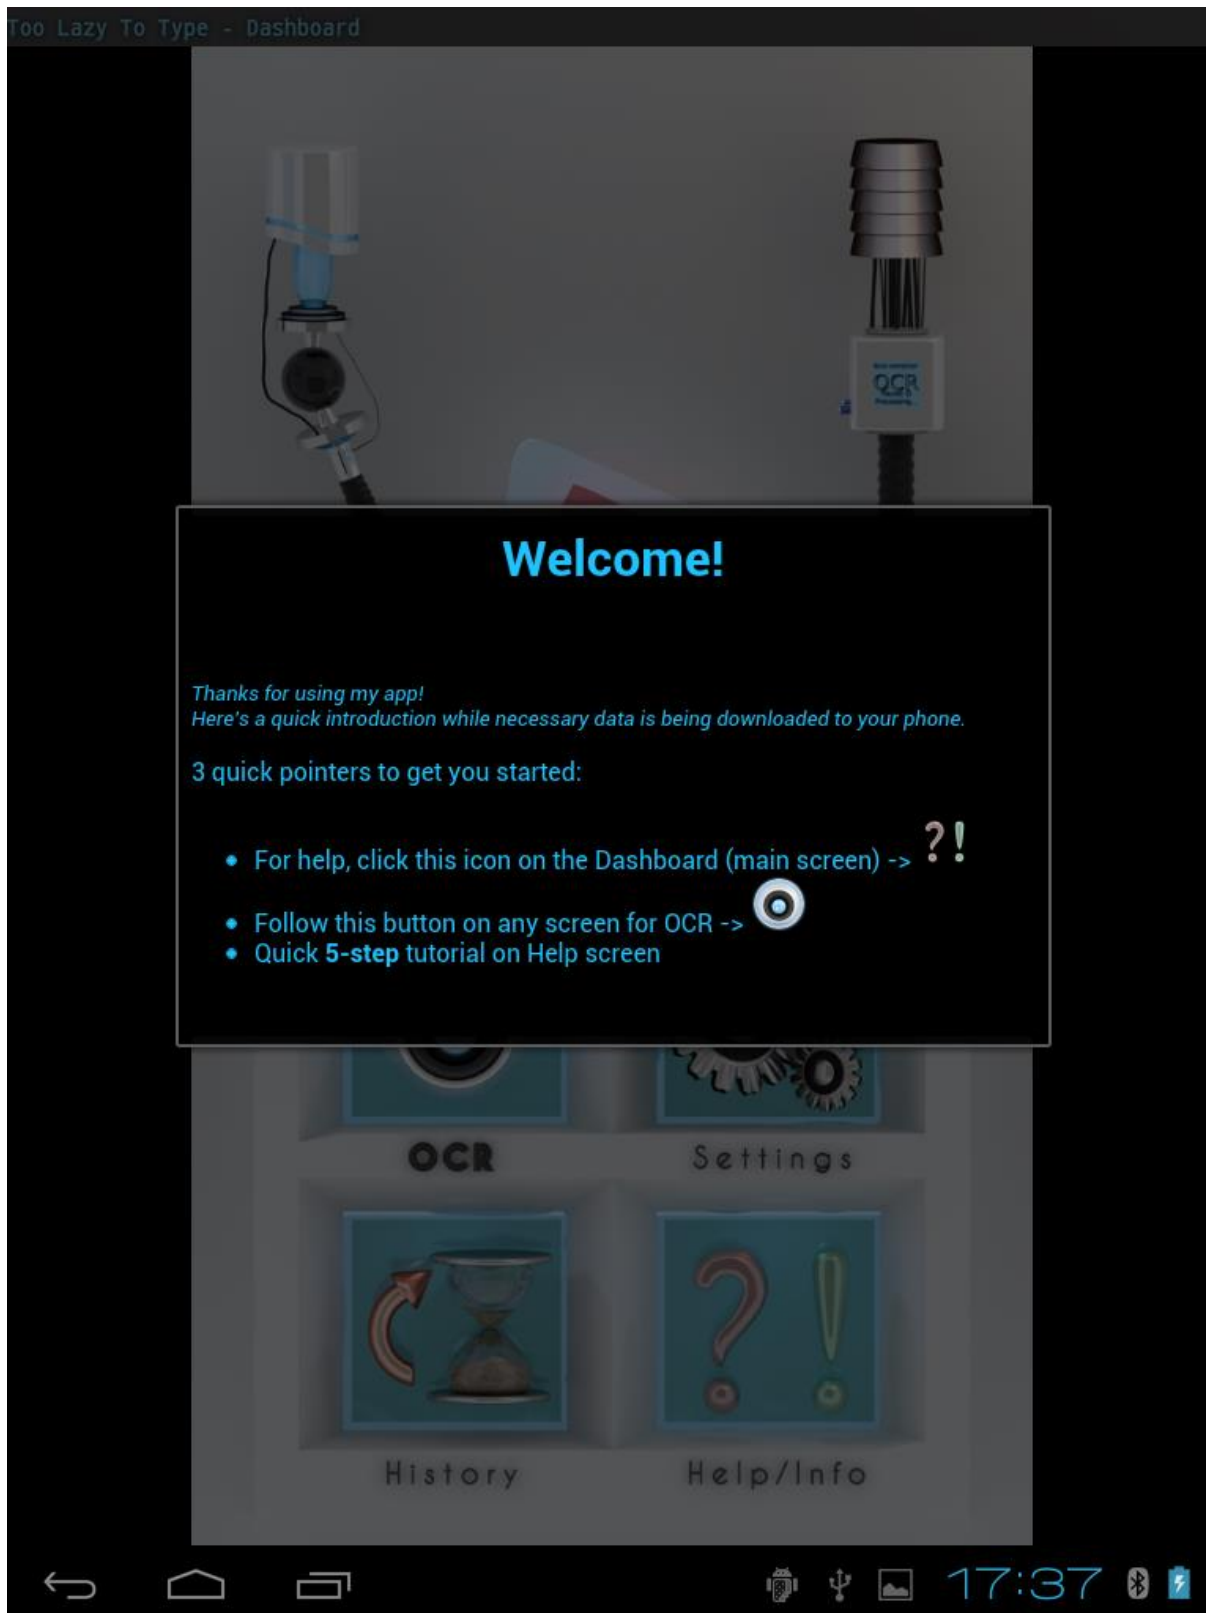 Too Lazy To Type - Dashboard
OCR
Welcome!
Thanks for using my app!
Here's a quick introduction while necessary data is being downloaded to your phone.
3 quick pointers to get you started:
For help, click this icon on the Dashboard (main screen) -> ?!
Follow this button on any screen for OCR ->
Quick 5-step tutorial on Help screen
OCR Settings
? !
History Help/Info
17:37